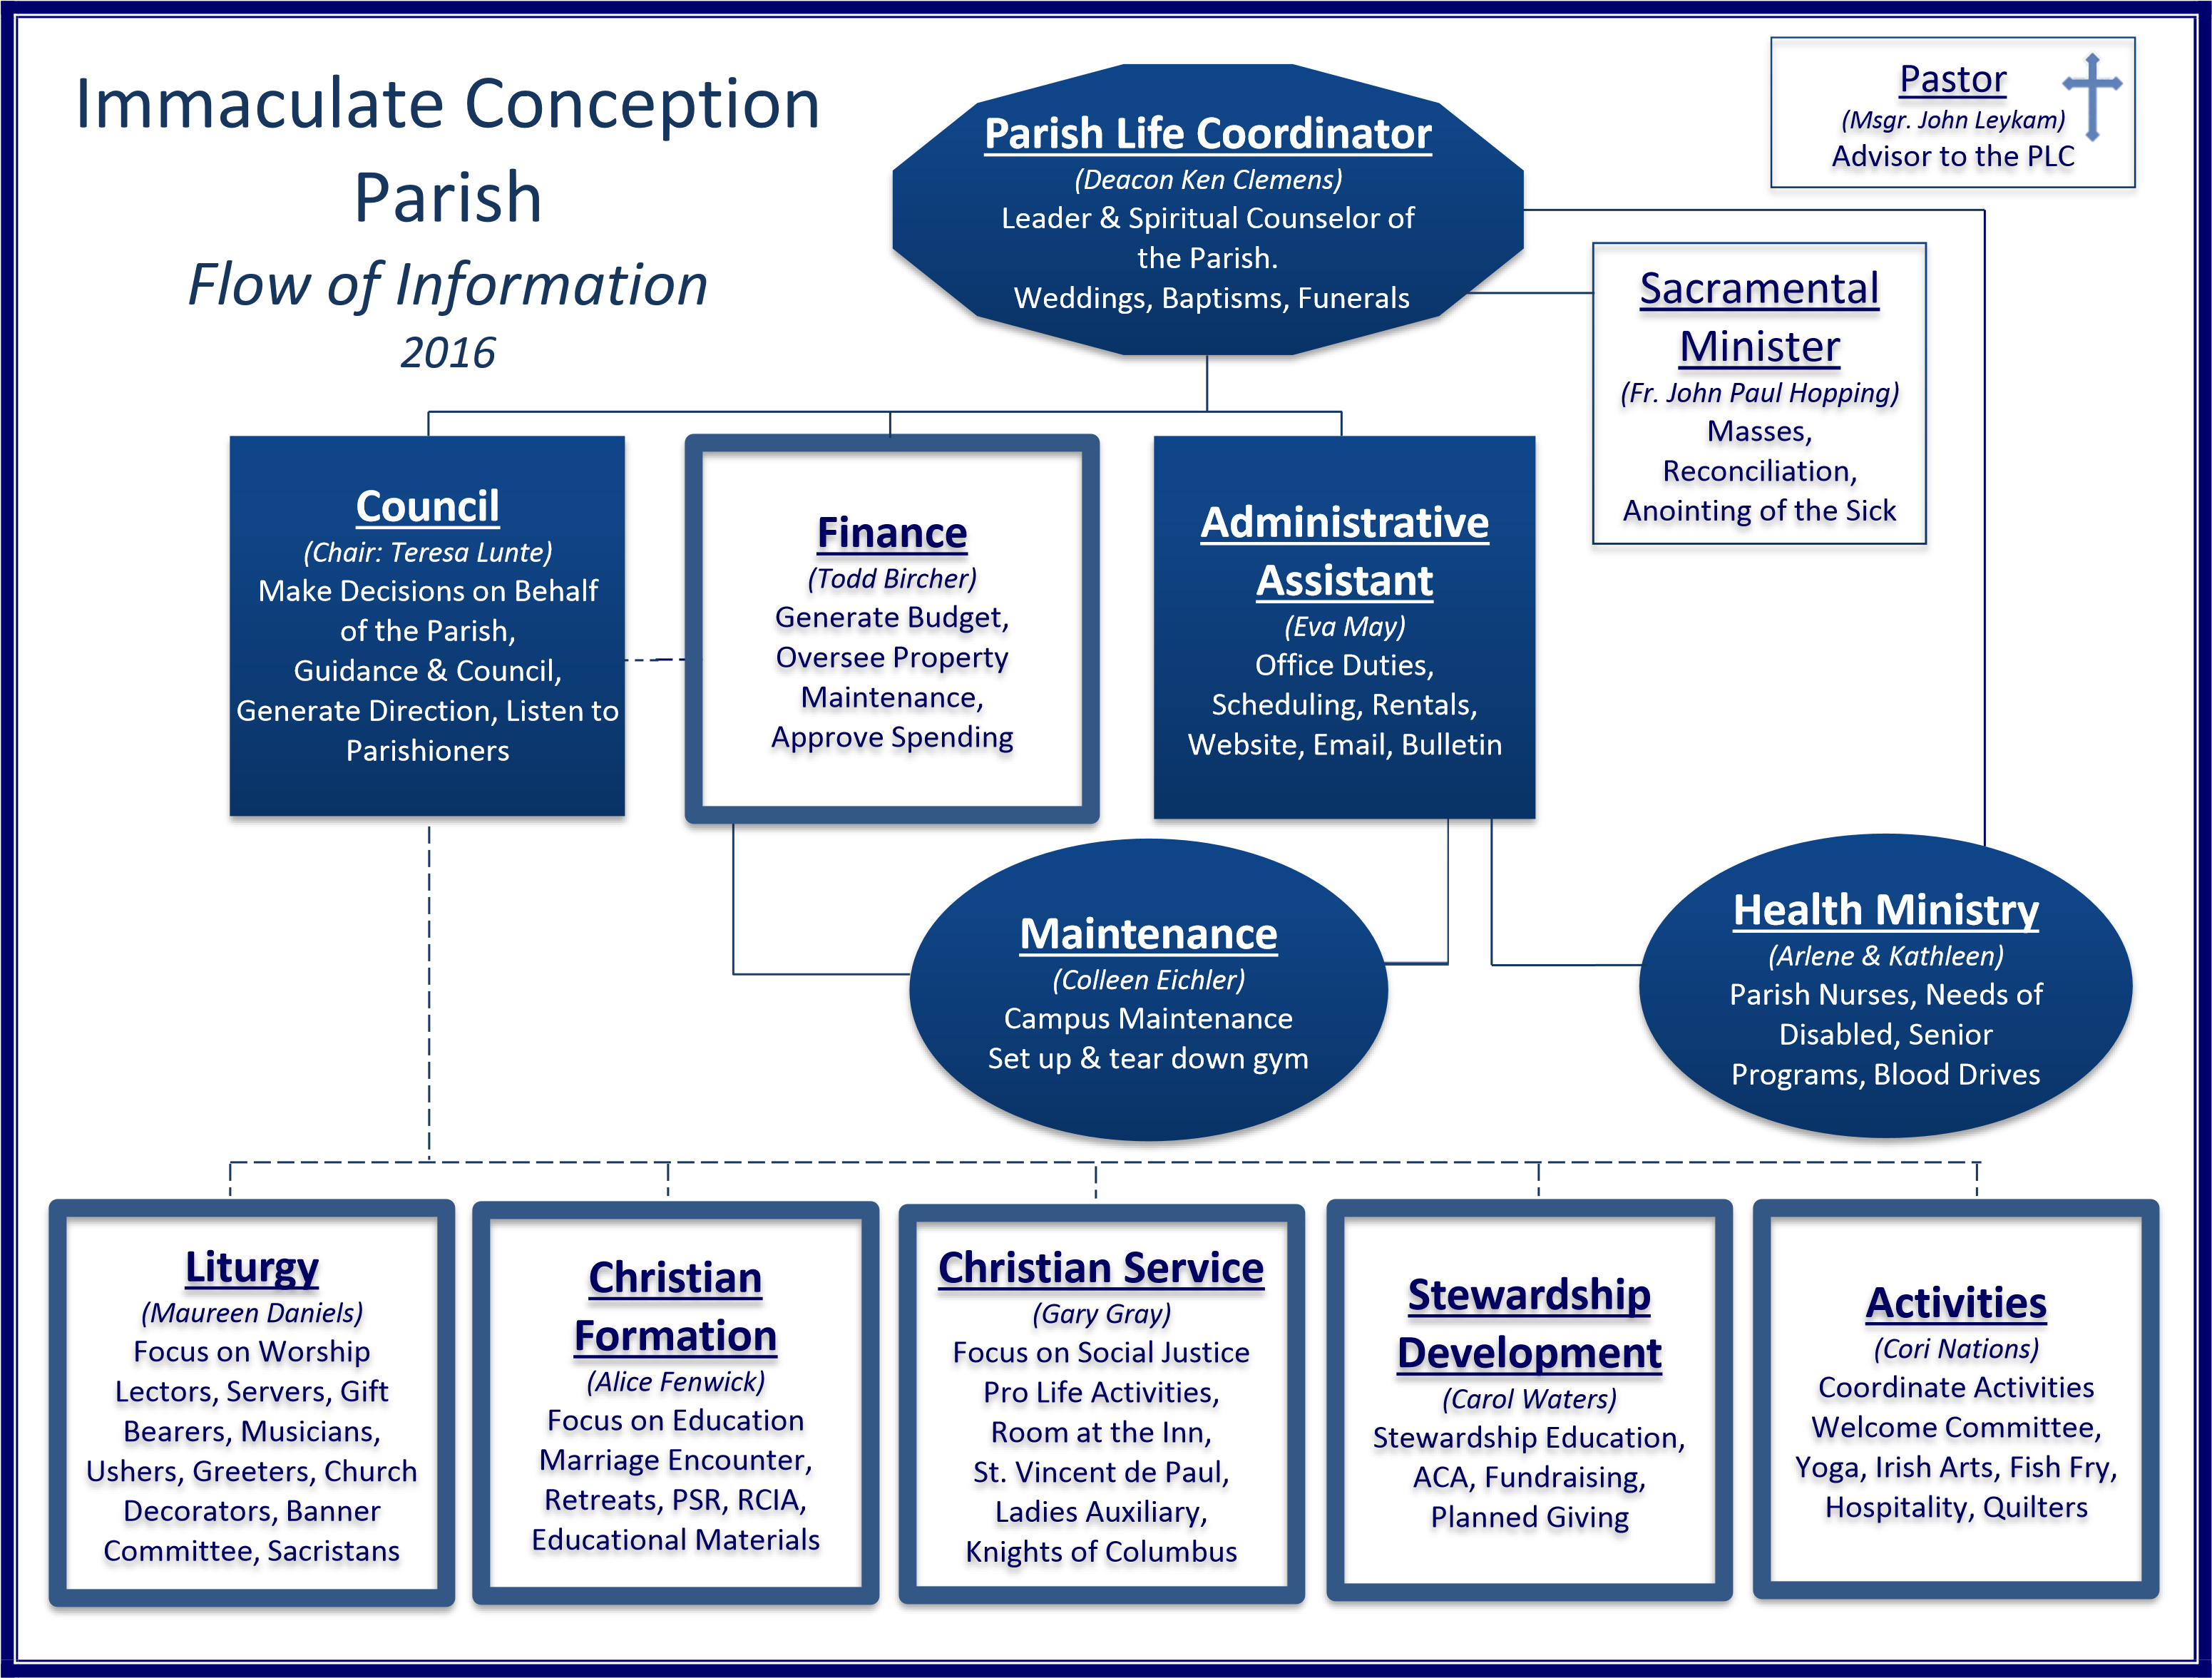 Immaculate Conception
Parish
Flow of Information
2016
Parish Life Coordinator
(Deacon Ken Clemens)
Leader & Spiritual Counselor of
the Parish.
Weddings, Baptisms, Funerals
Pastor
(Msgr. John Leykam)
Advisor to the PLC
Sacramental
Minister
(Fr. John Paul Hopping)
Masses,
Reconciliation,
Anointing of the Sick
Council
(Chair: Teresa Lunte)
Make Decisions on Behalf
of the Parish,
Guidance & Council,
Generate Direction, Listen to
Parishioners
Finance
(Todd Bircher)
Generate Budget,
Oversee Property
Maintenance,
Approve Spending
Administrative
Assistant
(Eva May)
Office Duties,
Scheduling, Rentals,
Website, Email, Bulletin
Maintenance
(Colleen Eichler)
Campus Maintenance
Set up & tear down gym
Health Ministry
(Arlene & Kathleen)
Parish Nurses, Needs of
Disabled, Senior
Programs, Blood Drives
Liturgy
(Maureen Daniels)
Focus on Worship
Lectors, Servers, Gift
Bearers, Musicians,
Ushers, Greeters, Church
Decorators, Banner
Committee, Sacristans
Christian
Formation
(Alice Fenwick)
Focus on Education
Marriage Encounter,
Retreats, PSR, RCIA,
Educational Materials
Christian Service
(Gary Gray)
Focus on Social Justice
Pro Life Activities,
Room at the Inn,
St. Vincent de Paul,
Ladies Auxiliary,
Knights of Columbus
Stewardship
Development
(Carol Waters)
Stewardship Education,
ACA, Fundraising,
Planned Giving
Activities
(Cori Nations)
Coordinate Activities
Welcome Committee,
Yoga, Irish Arts, Fish Fry,
Hospitality, Quilters